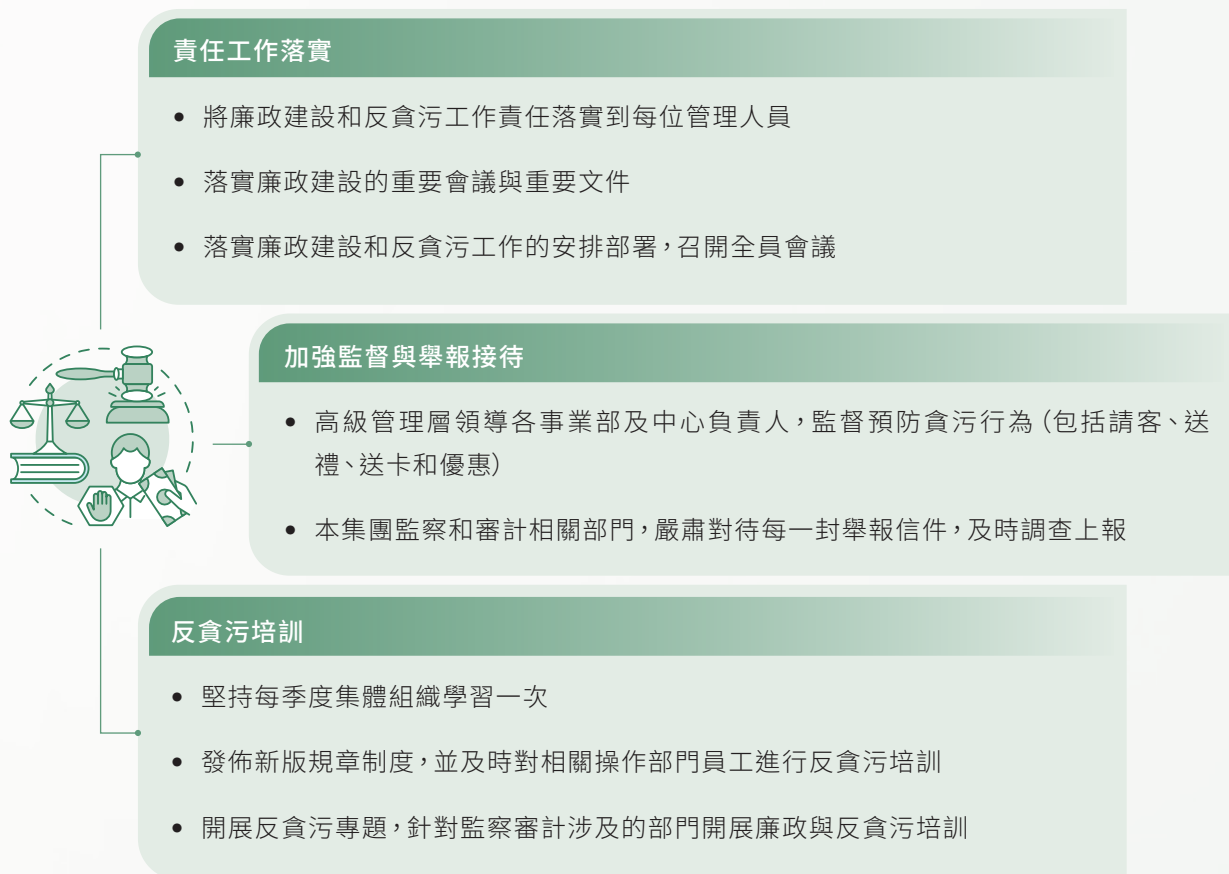 責任工作落實
• 將廉政建設和反貪污工作責任落實到每位管理人員
• 落實廉政建設的重要會議與重要文件
• 落實廉政建設和反貪污工作的安排部署，召開全員會議
加強監督與舉報接待
• 高級管理層領導各事業部及中心負責人，監督預防貪污行為（包括請客、送
禮、送卡和優惠）
• 本集團監察和審計相關部門，嚴肅對待每一封舉報信件，及時調查上報
反貪污培訓
• 堅持每季度集體組織學習一次
• 發佈新版規章制度，並及時對相關操作部門員工進行反貪污培訓
• 開展反貪污專題，針對監察審計涉及的部門開展廉政與反貪污培訓